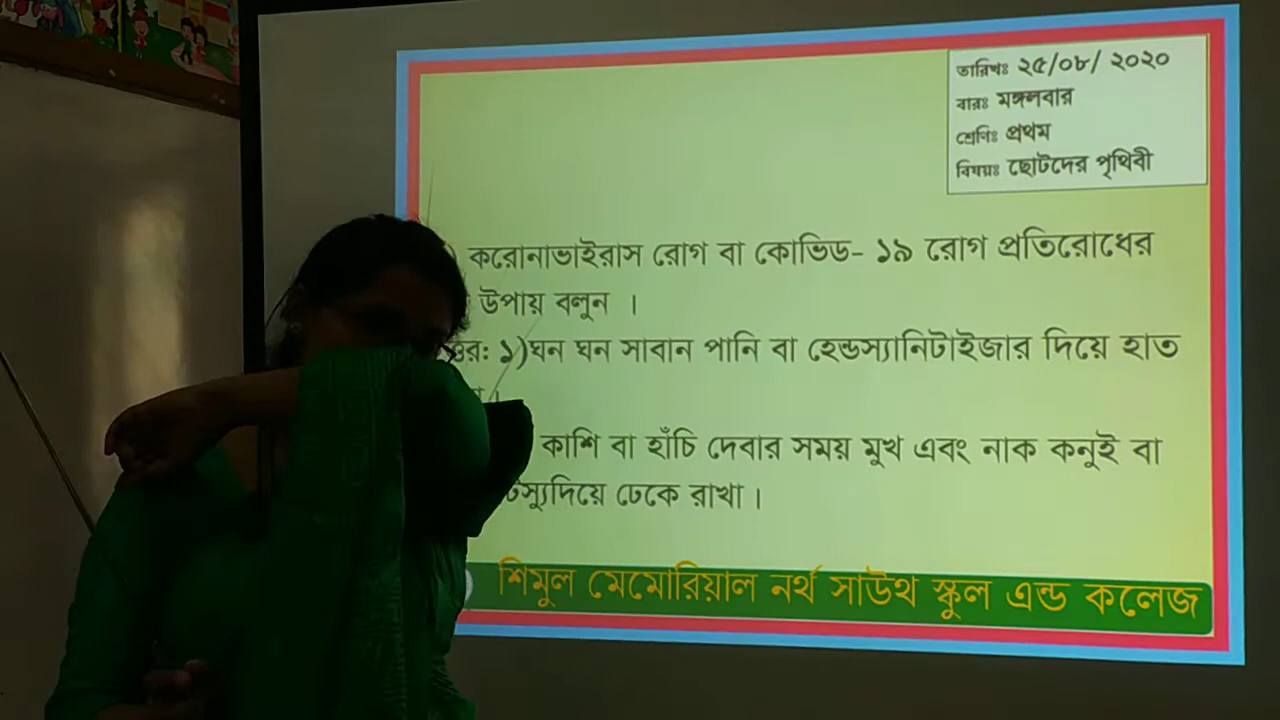 তারিখঃ ২৫/০৮/ ২০২০
বারঃ মঙ্গলবার
শ্রেণিঃ প্রথম
বিষয়ঃ ছোটদের পৃথিবী
করোনাভাইরাস রোগ বা কোভিড- ১৯ রোগ প্রতিরোধের
উপায় বলুন ।
১)ঘন ঘন সাবান পানি বা হেন্ডস্যানিটাইজার দিয়ে হাত
কাশি বা হাঁচি দেবার সময় মুখ এবং নাক কনুই বা
ঢেকে রাখা ।
শিমুল মেমোরিয়াল নর্থ সাউথ স্কুল এন্ড কলেজ